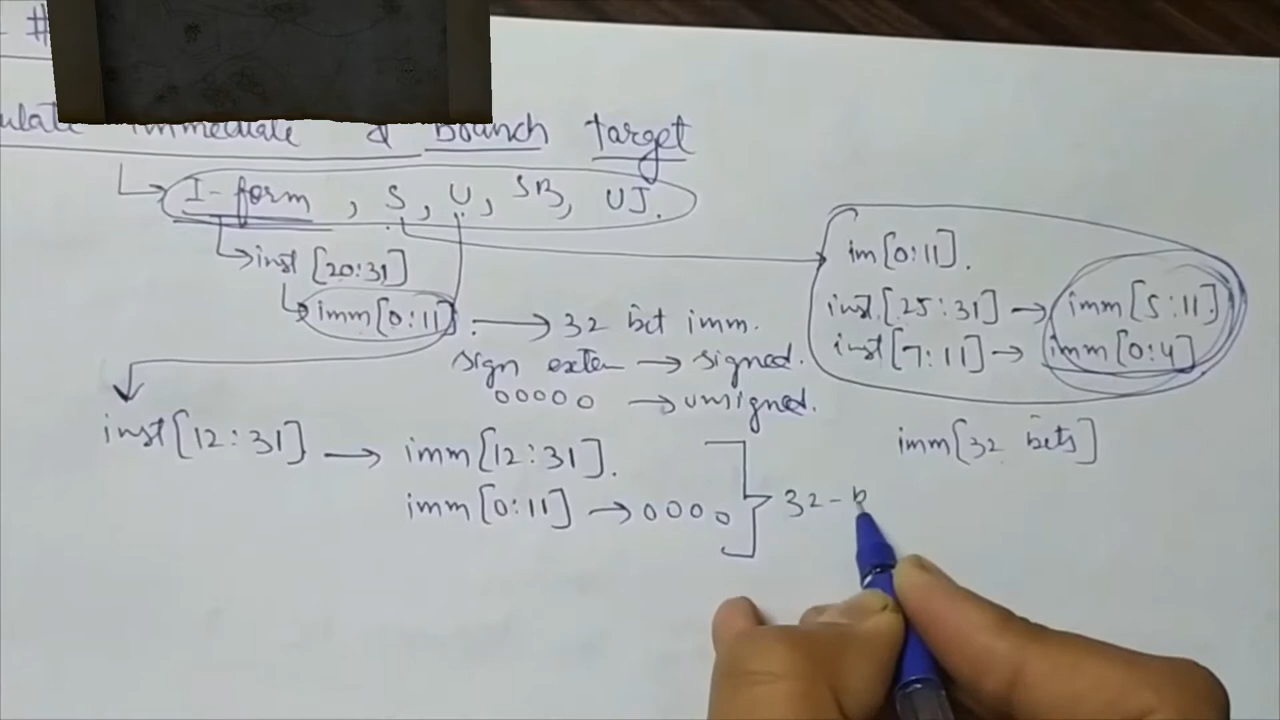 #
ulate immediate & branch target
I-form, S, U, SB, UJ.
inst [20:31]
imm[0:11]. → 32 bit imm.
sign exten → signed.
00000 → unsigned.
im[0:11].
inst.[25:31] → imm[5:11].
inst[7:11] → imm[0:4]
imm[32 bits]
inst[12:31] → imm[12:31].
imm[0:11] → 0000
32-b